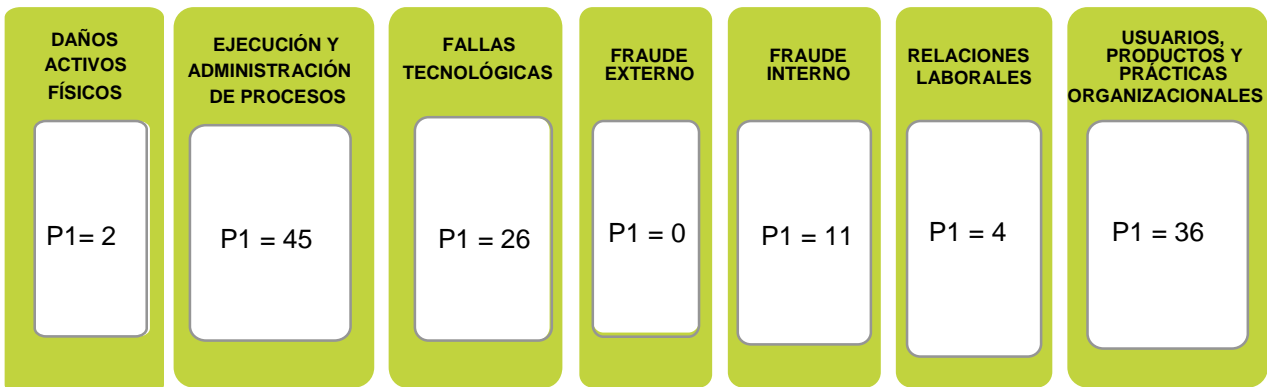 DAÑOS
ACTIVOS
FÍSICOS
P1= 2
EJECUCIÓN Y
ADMINISTRACIÓN
DE PROCESOS
P1 = 45
FALLAS
TECNOLÓGICAS
P1 = 26
FRAUDE
EXTERNO
P1 = 0
FRAUDE
INTERNO
P1 = 11
RELACIONES
LABORALES
P1 = 4
USUARIOS,
PRODUCTOS Y
PRÁCTICAS
ORGANIZACIONALES
P1 = 36